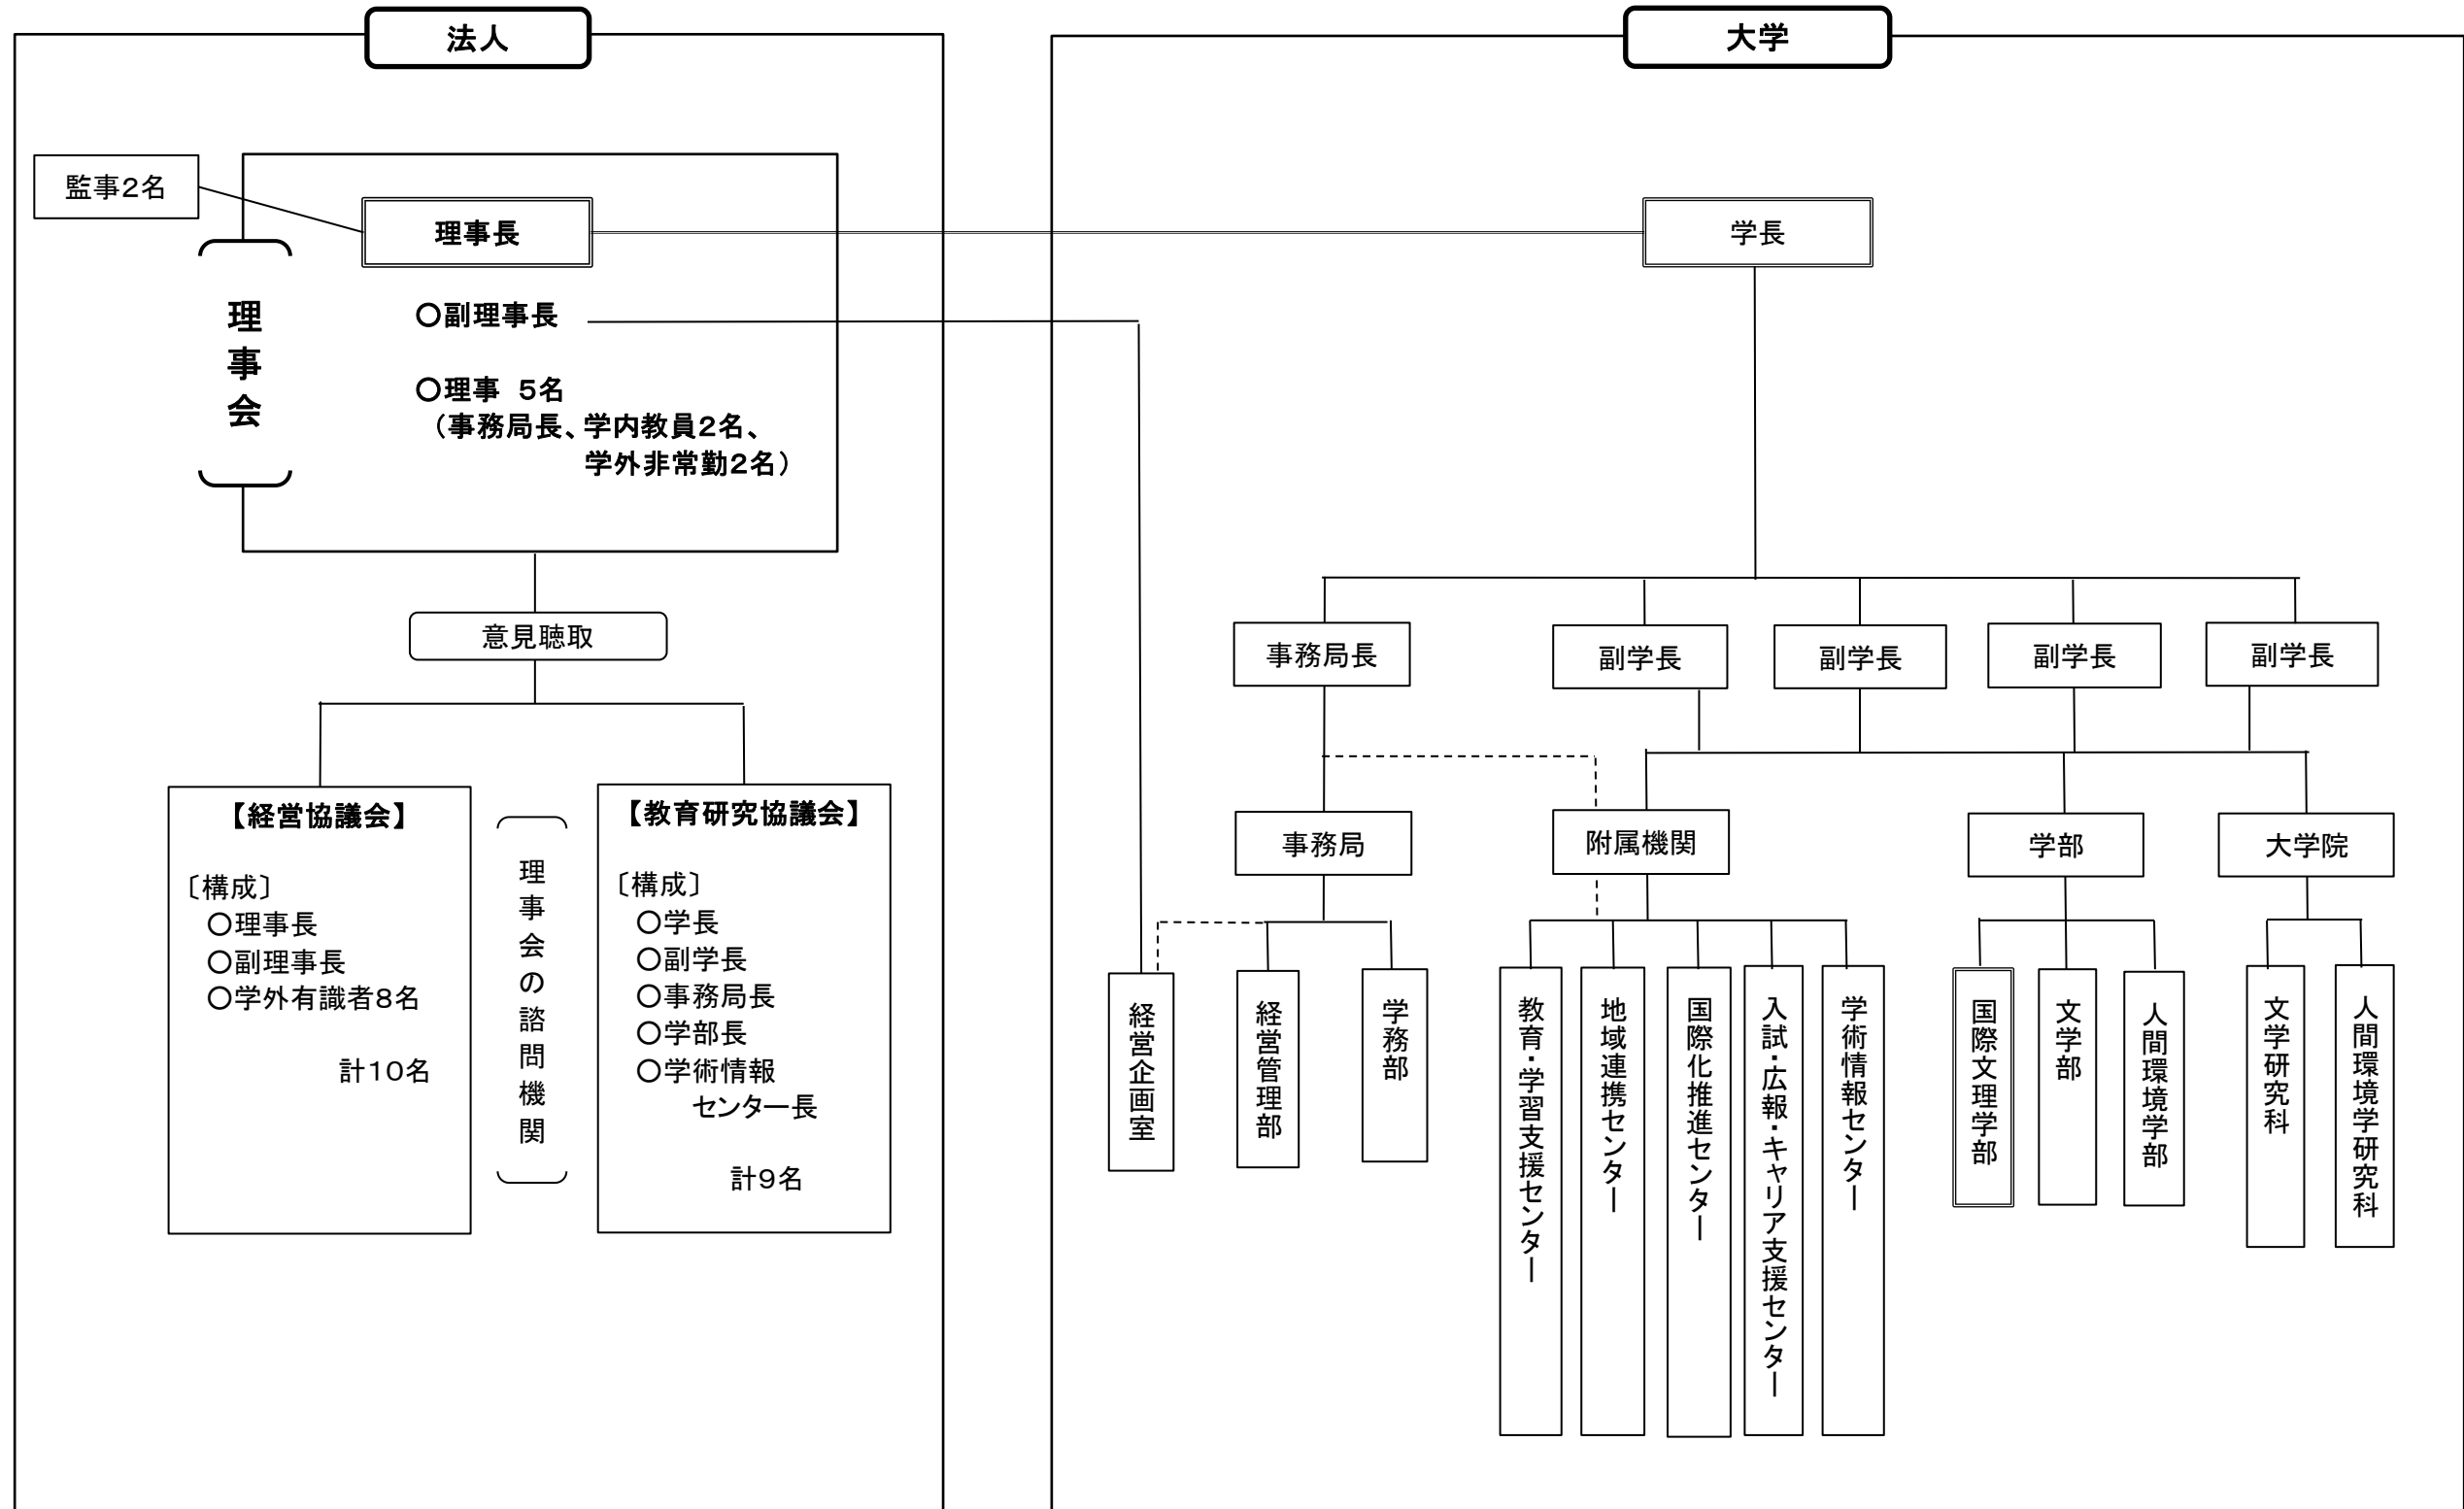 法人
監事２名
理事長
理事会
〇副理事長
〇理事　５名
（事務局長、学内教員２名、
学外非常勤２名）
意見聴取
【経営協議会】
〔構成〕
〇理事長
〇副理事長
〇学外有識者８名
計１０名
理事会の諮問機関
【教育研究協議会】
〔構成〕
〇学長
〇副学長
〇事務局長
〇学部長
〇学術情報
センター長
計９名
大学
学長
事務局長
副学長
副学長
副学長
副学長
事務局
附属機関
学部
大学院
経営企画室
経営管理部
学務部
教育・学習支援センター
地域連携センター
国際化推進センター
入試・広報・キャリア支援センター
学術情報センター
国際文理学部
文学部
人間環境学部
文学研究科
人間環境学研究科